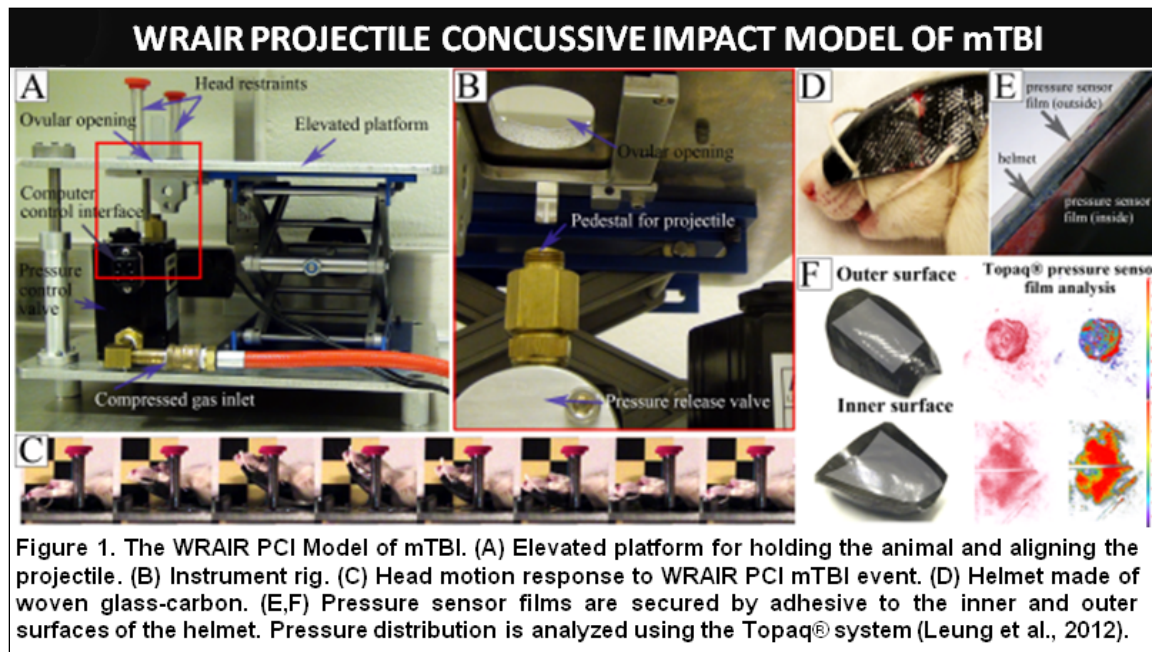 WRAIR PROJECTILE CONCUSSIVE IMPACT MODEL OF mTBI
A
Head restraints
Ovular opening
Elevated platform
Computer
control interface
Pressure
control
valve
Compressed gas inlet
B
Ovular opening
Pedestal for projectile
Pressure release valve
D
E
pressure sensor
film (outside)
helmet
pressure sensor
film (inside)
F
Outer surface
Topaq® pressure senso
film analysis
Inner surface
C
Figure 1. The WRAIR PCI Model of mTBI. (A) Elevated platform for holding the animal and aligning the
projectile. (B) Instrument rig. (C) Head motion response to WRAIR PCI mTBI event. (D) Helmet made of
woven glass-carbon. (E,F) Pressure sensor films are secured by adhesive to the inner and outer
surfaces of the helmet. Pressure distribution is analyzed using the Topaq® system (Leung et al., 2012).